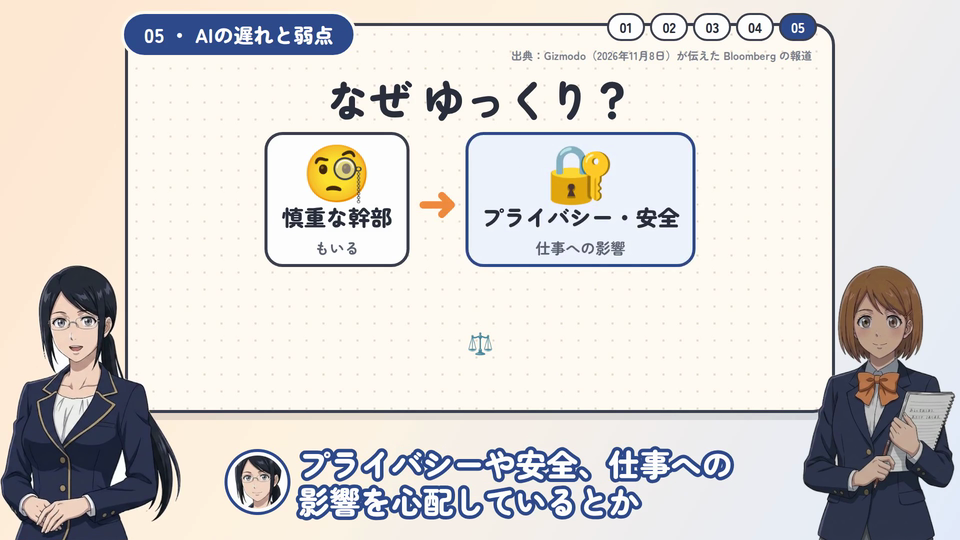 05 ・ AIの遅れと弱点
01 02 03 04 05
出典：Gizmodo（2026年11月8日）が伝えた Bloomberg の報道
なぜ ゆっくり？
慎重な幹部
もいる
プライバシー・安全
仕事への影響
プライバシーや安全、仕事への
影響を心配しているとか